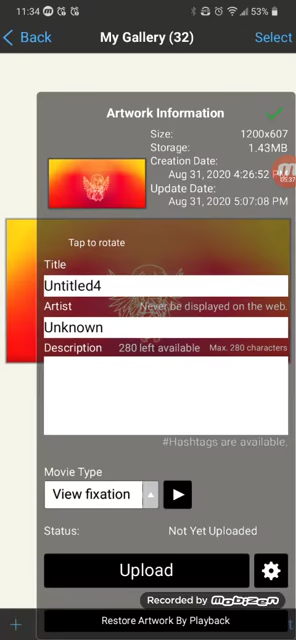 11:34
53%
Back
My Gallery (32)
Select
Artwork Information
Size:
1200x607
Storage:
1.43MB
Creation Date:
Aug 31, 2020 4:26:52
Update Date:
Aug 31, 2020 5:07:08 PM
Tap to rotate
Title
Untitled4
Artist
Never be displayed on the web.
Unknown
Description
280 left available
Max. 280 characters
#Hashtags are available.
Movie Type
View fixation
Status:
Not Yet Uploaded
Upload
Recorded by Mobizen
Restore Artwork By Playback